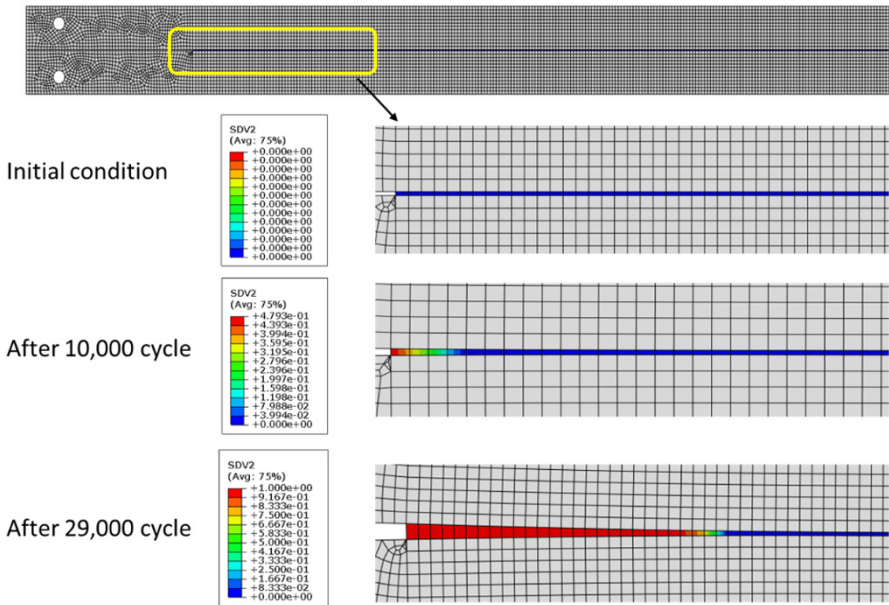 Initial condition
SDV2
(Avg: 75%)
+0.000e+00
+0.000e+00
+0.000e+00
+0.000e+00
+0.000e+00
+0.000e+00
+0.000e+00
+0.000e+00
+0.000e+00
+0.000e+00
+0.000e+00
+0.000e+00
+0.000e+00
After 10,000 cycle
SDV2
(Avg: 75%)
+4.793e-01
+4.393e-01
+3.994e-01
+3.595e-01
+3.195e-01
+2.796e-01
+2.396e-01
+1.997e-01
+1.598e-01
+1.198e-01
+7.988e-02
+3.994e-02
+0.000e+00
After 29,000 cycle
SDV2
(Avg: 75%)
+1.000e+00
+9.167e-01
+8.333e-01
+7.500e-01
+6.667e-01
+5.833e-01
+5.000e-01
+4.167e-01
+3.333e-01
+2.500e-01
+1.667e-01
+8.333e-02
+0.000e+00